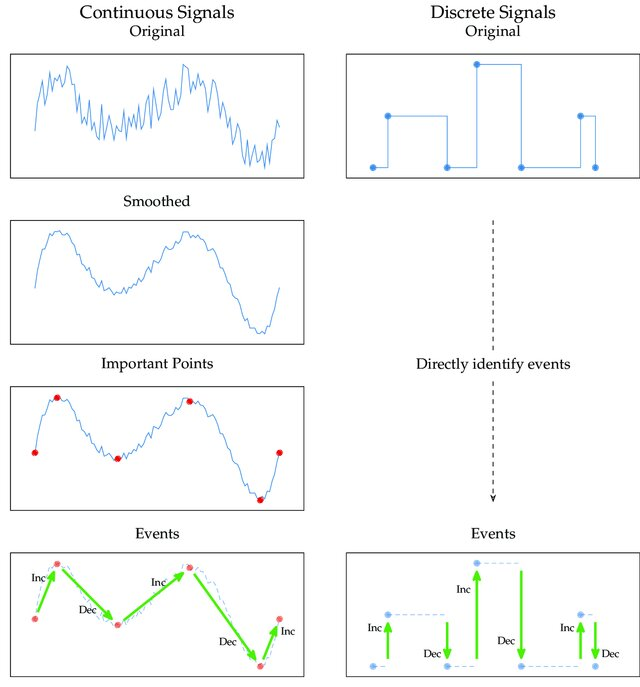 Continuous Signals
Original
Smoothed
Important Points
Events
Inc
Dec
Inc
Dec
Inc
Discrete Signals
Original
Directly identify events
Events
Inc
Dec
Inc
Dec
Inc
Dec